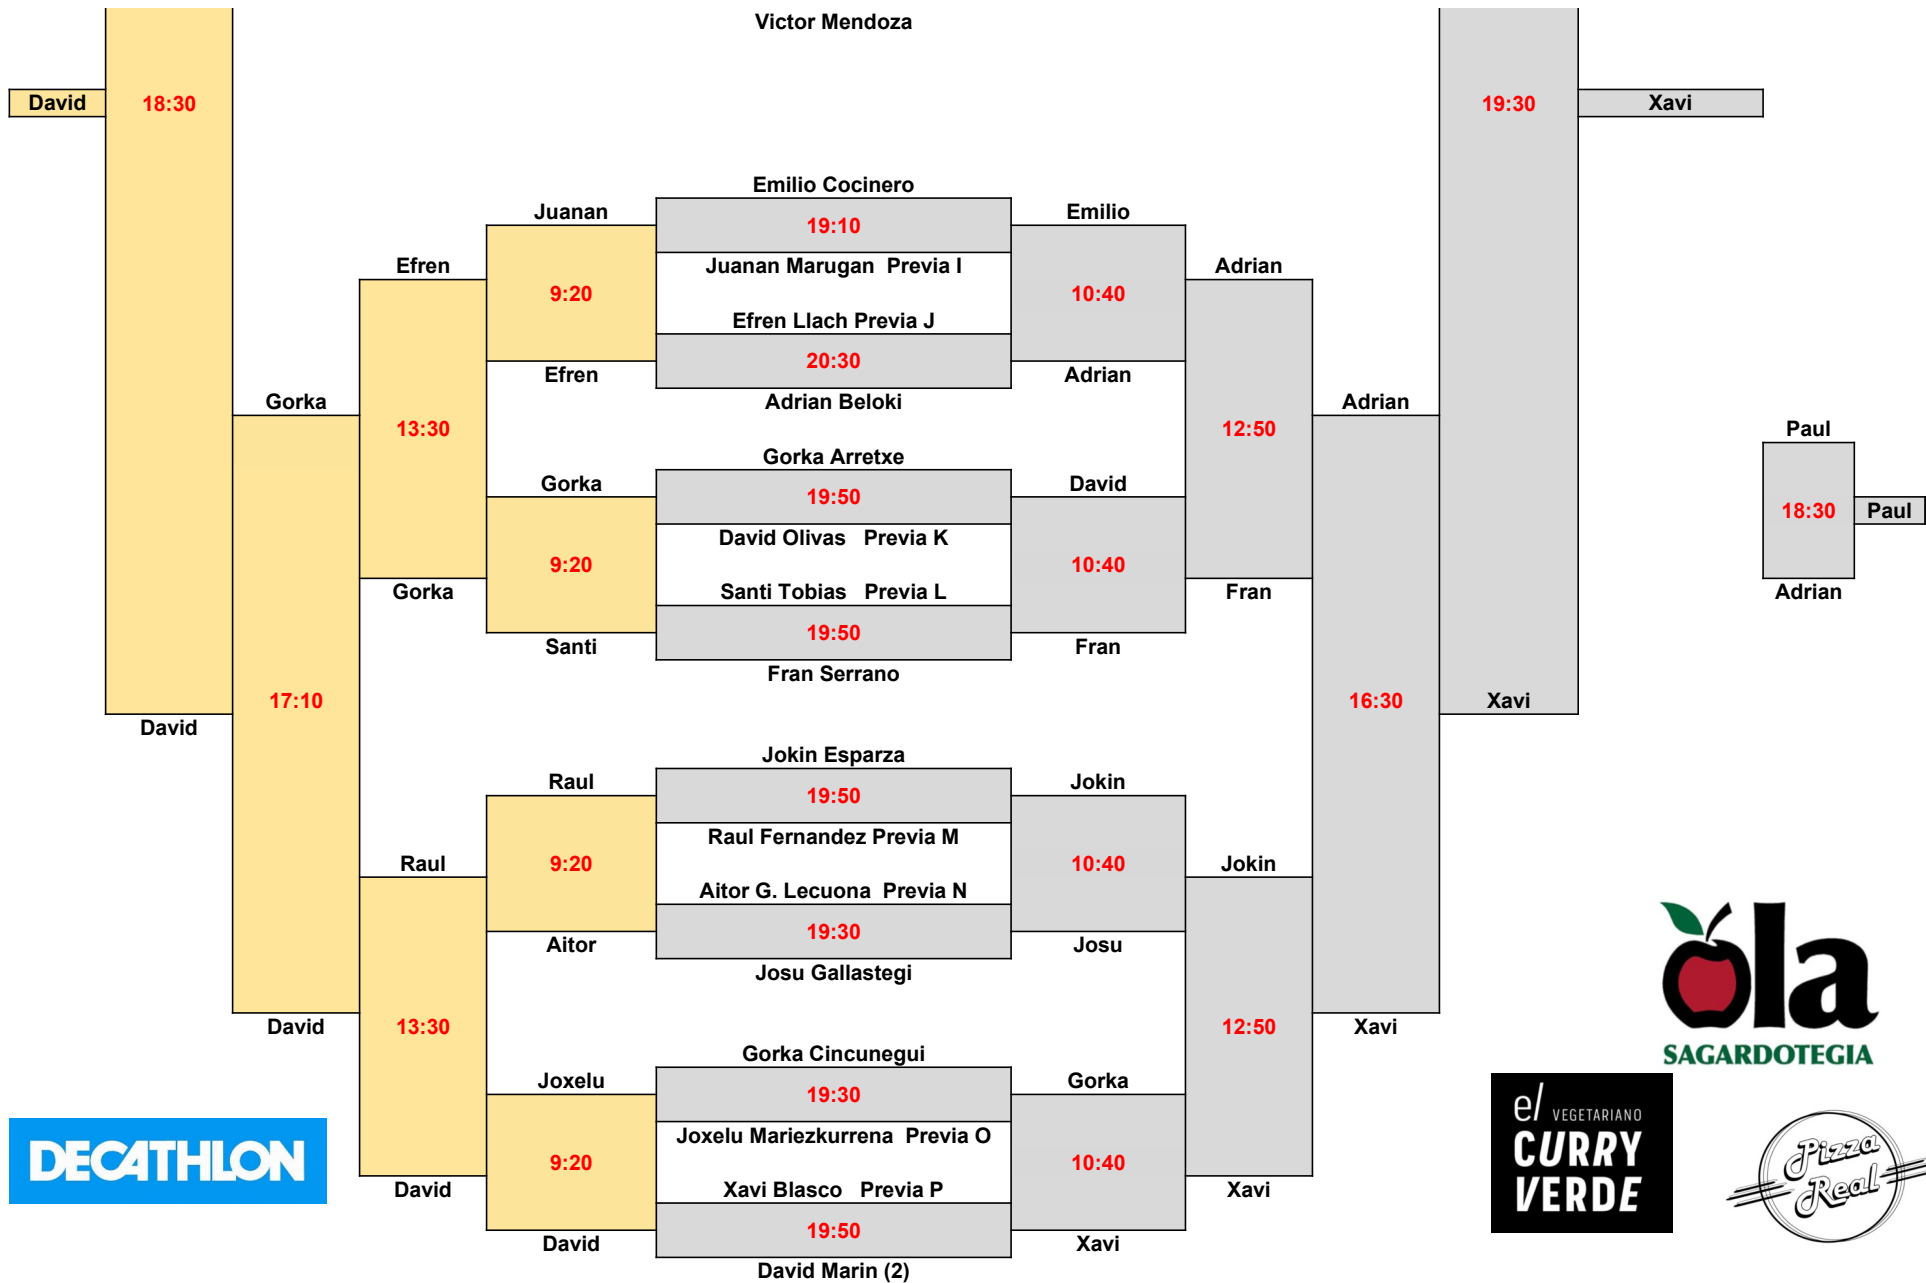 Victor Mendoza
David 18:30 19:30 Xavi
Emilio Cocinero
Juanan 19:10 Emilio
Efren Juanan Marugan Previa I Adrian
9:20 10:40
Efren Llach Previa J
20:30
Efren Adrian
Gorka Adrian Beloki Adrian
13:30 12:50 Paul
Gorka Arretxe
Gorka 19:50 David
18:30 Paul
David Olivas Previa K
9:20 10:40
Gorka Santi Tobias Previa L Fran Adrian
19:50
Santi Fran
Fran Serrano
17:10 16:30 Xavi
David
Jokin Esparza
Raul 19:50 Jokin
Raul Fernandez Previa M
Raul 9:20 10:40 Jokin
Aitor G. Lecuona Previa N
19:30
Aitor Josu
Josu Gallastegi
ola
David 13:30 12:50 Xavi
Gorka Cincunegui
SAGARDOTEGIA
Joxelu 19:30 Gorka
Joxelu Mariezkurrena Previa O
9:20 10:40
David Xavi Blasco Previa P Xavi
19:50
David Xavi
David Marin (2)
DECATHLON
el VEGETARIANO
CURRY
VERDE
Pizza
Real